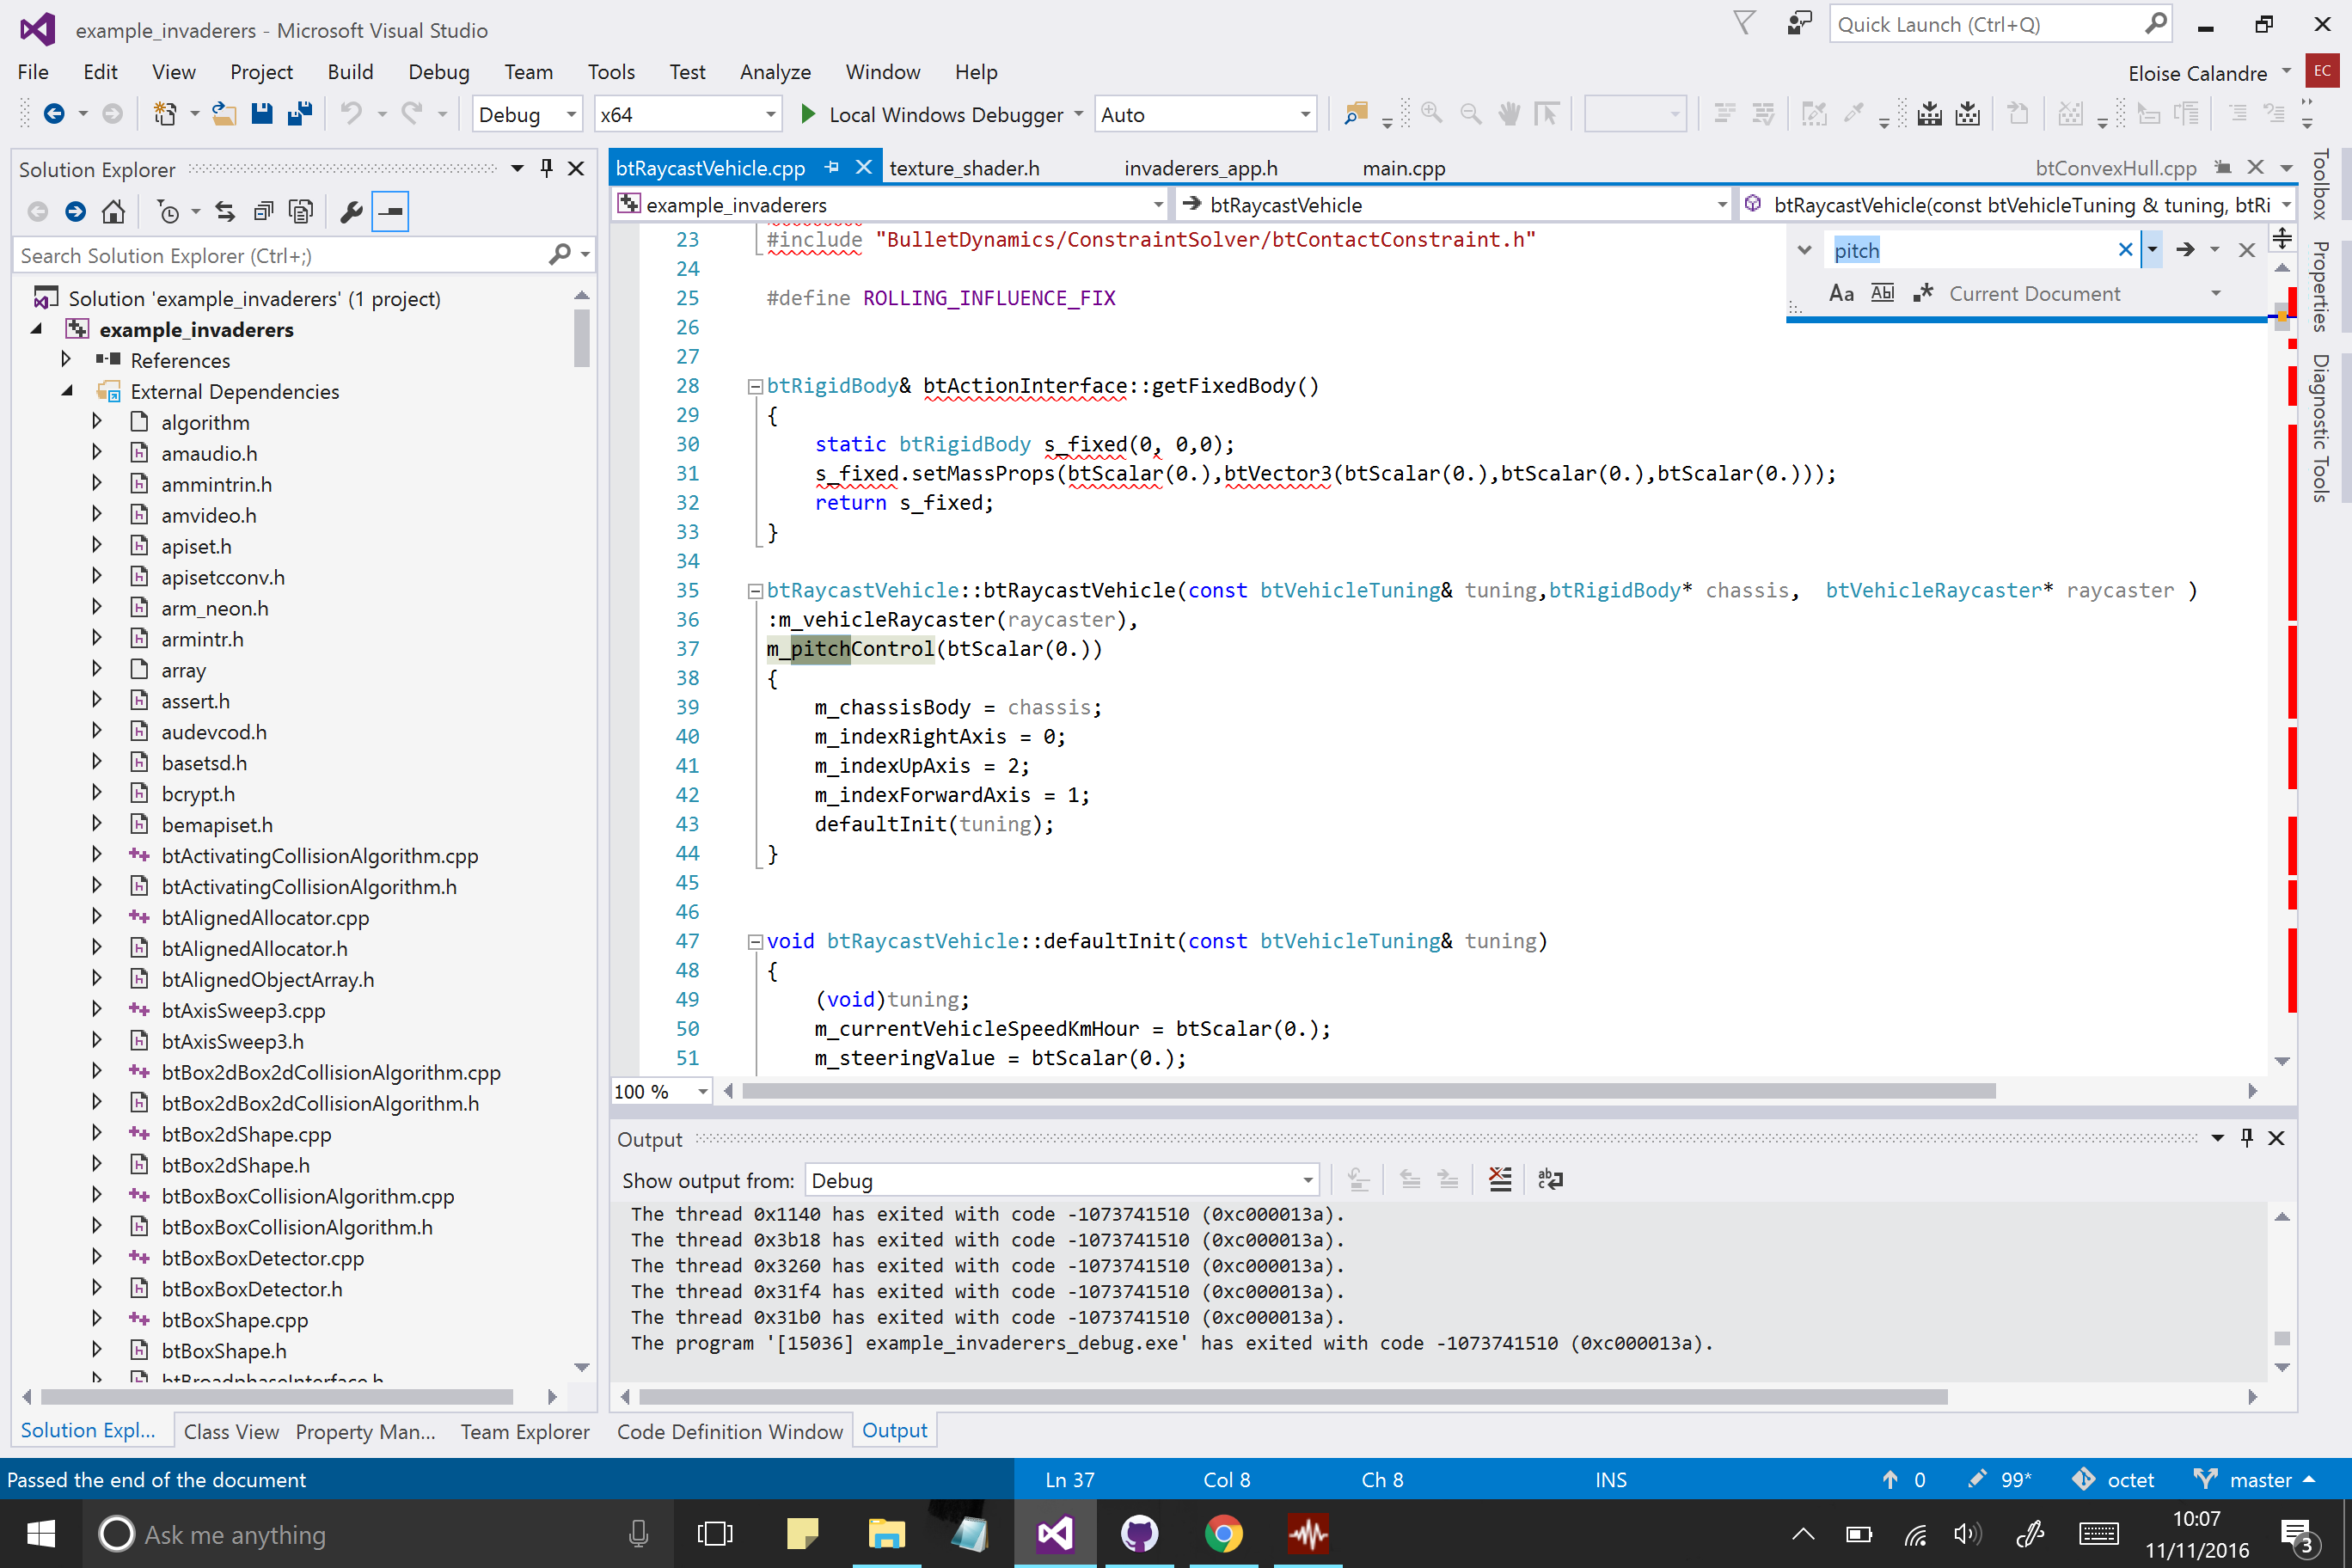 example_invaderers - Microsoft Visual Studio
Quick Launch (Ctrl+Q)
File Edit View Project Build Debug Team Tools Test Analyze Window Help
Eloise Calandre EC
Debug x64 Local Windows Debugger Auto
Solution Explorer
Search Solution Explorer (Ctrl+;)
Solution 'example_invaderers' (1 project)
example_invaderers
References
External Dependencies
algorithm
amaudio.h
ammintrin.h
amvideo.h
apiset.h
apisetcconv.h
arm_neon.h
armintr.h
array
assert.h
audevcod.h
basetsd.h
bcrypt.h
bemapiset.h
btActivatingCollisionAlgorithm.cpp
btActivatingCollisionAlgorithm.h
btAlignedAllocator.cpp
btAlignedAllocator.h
btAlignedObjectArray.h
btAxisSweep3.cpp
btAxisSweep3.h
btBox2dBox2dCollisionAlgorithm.cpp
btBox2dBox2dCollisionAlgorithm.h
btBox2dShape.cpp
btBox2dShape.h
btBoxBoxCollisionAlgorithm.cpp
btBoxBoxCollisionAlgorithm.h
btBoxBoxDetector.cpp
btBoxBoxDetector.h
btBoxShape.cpp
btBoxShape.h
btBroadphaseInterface.h
Solution Expl... Class View Property Man... Team Explorer
btRaycastVehicle.cpp texture_shader.h invaderers_app.h main.cpp btConvexHull.cpp
example_invaderers btRaycastVehicle btRaycastVehicle(const btVehicleTuning & tuning, btRi
pitch
Aa Abl .* Current Document
23 #include "BulletDynamics/ConstraintSolver/btContactConstraint.h"
24
25 #define ROLLING_INFLUENCE_FIX
26
27
28 btRigidBody& btActionInterface::getFixedBody()
29 {
30 static btRigidBody s_fixed(0, 0,0);
31 s_fixed.setMassProps(btScalar(0.),btVector3(btScalar(0.),btScalar(0.),btScalar(0.)));
32 return s_fixed;
33 }
34
35 btRaycastVehicle::btRaycastVehicle(const btVehicleTuning& tuning,btRigidBody* chassis, btVehicleRaycaster* raycaster )
36 :m_vehicleRaycaster(raycaster),
37 m_pitchControl(btScalar(0.))
38 {
39 m_chassisBody = chassis;
40 m_indexRightAxis = 0;
41 m_indexUpAxis = 2;
42 m_indexForwardAxis = 1;
43 defaultInit(tuning);
44 }
45
46
47 void btRaycastVehicle::defaultInit(const btVehicleTuning& tuning)
48 {
49 (void)tuning;
50 m_currentVehicleSpeedKmHour = btScalar(0.);
51 m_steeringValue = btScalar(0.);
100 %
Toolbox
Properties
Diagnostic Tools
Output
Show output from: Debug
The thread 0x1140 has exited with code -1073741510 (0xc000013a).
The thread 0x3b18 has exited with code -1073741510 (0xc000013a).
The thread 0x3260 has exited with code -1073741510 (0xc000013a).
The thread 0x31f4 has exited with code -1073741510 (0xc000013a).
The thread 0x31b0 has exited with code -1073741510 (0xc000013a).
The program '[15036] example_invaderers_debug.exe' has exited with code -1073741510 (0xc000013a).
Code Definition Window Output
Passed the end of the document Ln 37 Col 8 Ch 8 INS 0 99* octet master
Ask me anything
10:07
11/11/2016
3